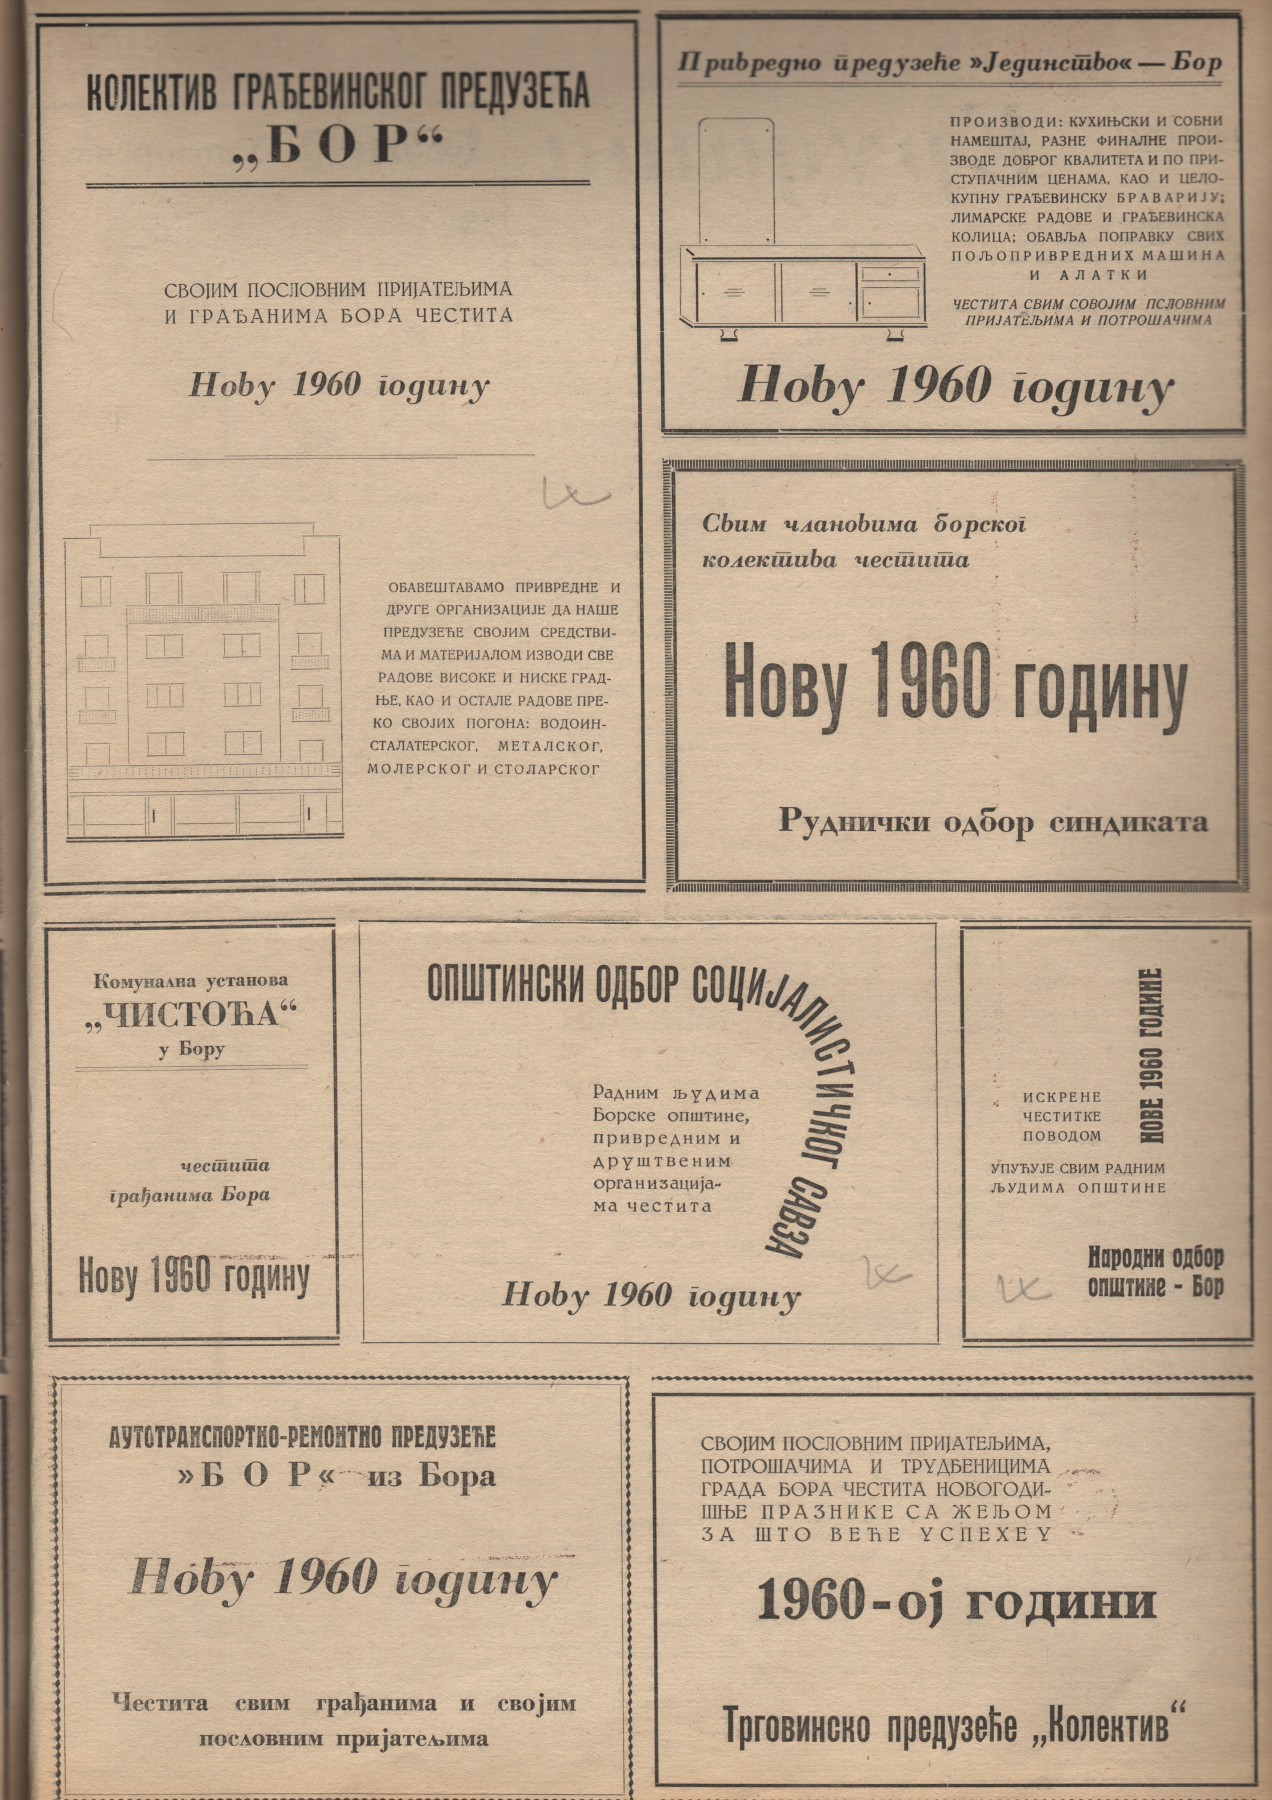 КОЛЕКТИВ ГРАЂЕВИНСКОГ ПРЕДУЗЕЋА
„БОР“
СВОЈИМ ПОСЛОВНИМ ПРИЈАТЕЉИМА
И ГРАЂАНИМА БОРА ЧЕСТИТА
Нову 1960 годину
ОБАВЕШТАВАМО ПРИВРЕДНЕ И
ДРУГЕ ОРГАНИЗАЦИЈЕ ДА НАШЕ
ПРЕДУЗЕЋЕ СВОЈИМ СРЕДСТВИ-
МА И МАТЕРИЈАЛОМ ИЗВОДИ СВЕ
РАДОВЕ ВИСОКЕ И НИСКЕ ГРАД-
ЊЕ, КАО И ОСТАЛЕ РАДОВЕ ПРЕ-
КО СВОЈИХ ПОГОНА: ВОДОИН-
СТАЛАТЕРСКОГ, МЕТАЛСКОГ,
МОЛЕРСКОГ И СТОЛАРСКОГ
Привредно предузеће »Јединство« — Бор
ПРОИЗВОДИ: КУХИЊСКИ И СОБНИ
НАМЕШТАЈ, РАЗНЕ ФИНАЛНЕ ПРОИ-
ЗВОДЕ ДОБРОГ КВАЛИТЕТА И ПО ПРИ-
СТУПАЧНИМ ЦЕНАМА, КАО И ЦЕЛО-
КУПНУ ГРАЂЕВИНСКУ БРАВАРИЈУ;
ЛИМАРСКЕ РАДОВЕ И ГРАЂЕВИНСКА
КОЛИЦА; ОБАВЉА ПОПРАВКУ СВИХ
ПОЉОПРИВРЕДНИХ МАШИНА
И АЛАТКИ
ЧЕСТИТА СВИМ СОВОЈИМ ПСЛОВНИМ
ПРИЈАТЕЉИМА И ПОТРОШАЧИМА
Нову 1960 годину
Свим члановима борског
колектива честита
Нову 1960 годину
Руднички одбор синдиката
Комунална установа
„ЧИСТОЋА“
у Бору
честита
грађанима Бора
Нову 1960 годину
ОПШТИНСКИ ОДБОР СОЦИЈАЛИСТИЧКОГ САВЗА
Радним људима
Борске општине,
привредним и
друштвеним
организација-
ма честита
Нову 1960 годину
ИСКРЕНЕ
ЧЕСТИТКЕ
ПОВОДОМ
НОВЕ 1960 ГОДИНЕ
УПУЋУЈЕ СВИМ РАДНИМ
ЉУДИМА ОПШТИНЕ
Народни одбор
општине - Бор
АУТОТРАНСПОРТНО-РЕМОНТНО ПРЕДУЗЕЋЕ
»БОР« из Бора
Нову 1960 годину
Честита свим грађанима и својим
пословним пријатељима
СВОЈИМ ПОСЛОВНИМ ПРИЈАТЕЉИМА,
ПОТРОШАЧИМА И ТРУДБЕНИЦИМА
ГРАДА БОРА ЧЕСТИТА НОВОГОДИ-
ШЊЕ ПРАЗНИКЕ СА ЖЕЉОМ
ЗА ШТО ВЕЋЕ УСПЕХЕ У
1960-ој години
Трговинско предузеће „Колектив“